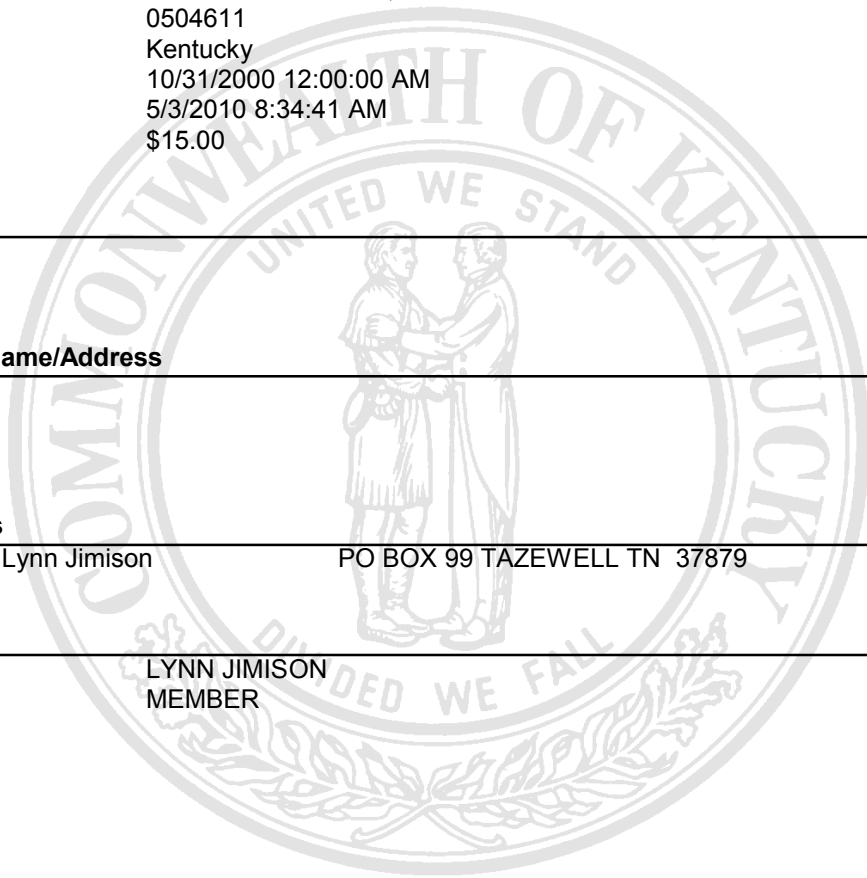 0504611
Kentucky
10/31/2000 12:00:00 AM
5/3/2010 8:34:41 AM
$15.00
COMMONWEALTH OF KENTUCKY
UNITED WE STAND
ame/Address
s
Lynn Jimison PO BOX 99 TAZEWELL TN 37879
DIVIDED WE FALL
LYNN JIMISON
MEMBER